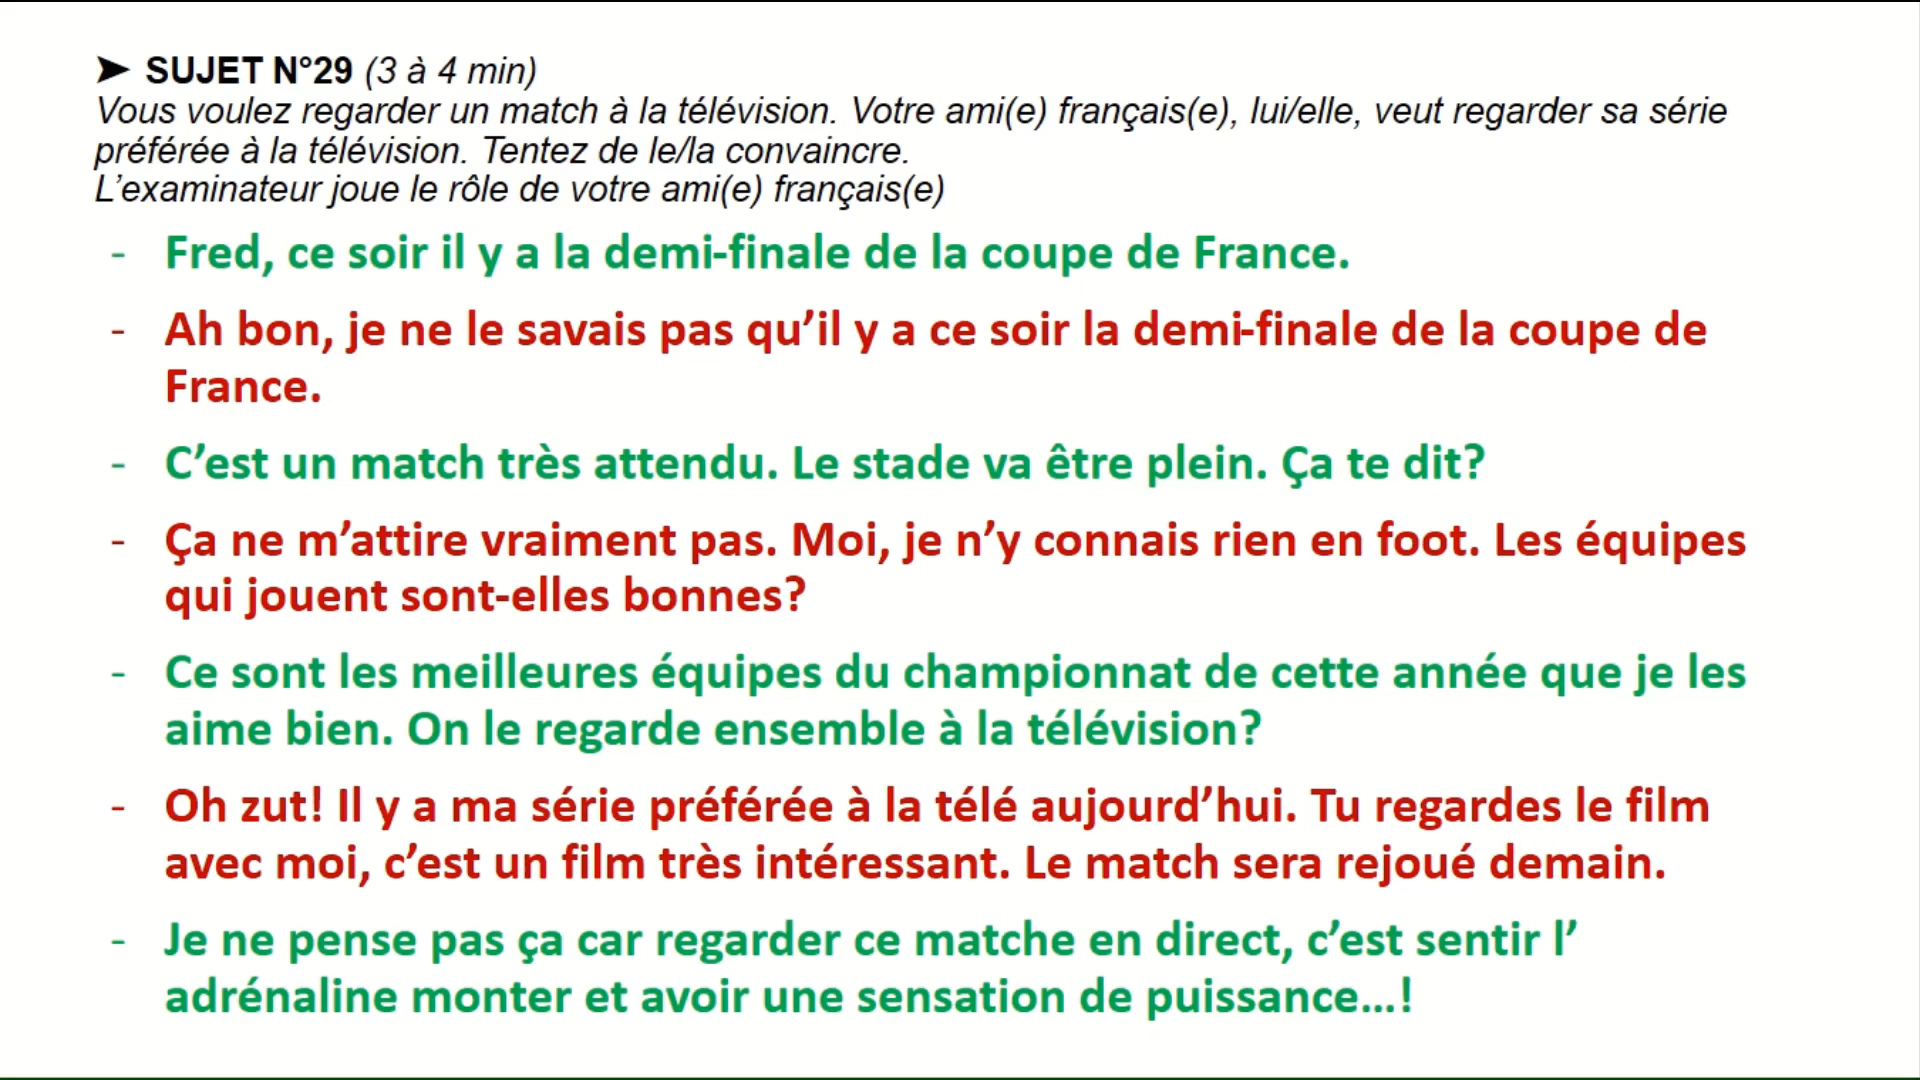 ➤ SUJET N°29 (3 à 4 min)
Vous voulez regarder un match à la télévision. Votre ami(e) français(e), lui/elle, veut regarder sa série
préférée à la télévision. Tentez de le/la convaincre.
L’examinateur joue le rôle de votre ami(e) français(e)
- Fred, ce soir il y a la demi-finale de la coupe de France.
- Ah bon, je ne le savais pas qu’il y a ce soir la demi-finale de la coupe de
France.
- C’est un match très attendu. Le stade va être plein. Ça te dit?
- Ça ne m’attire vraiment pas. Moi, je n’y connais rien en foot. Les équipes
qui jouent sont-elles bonnes?
- Ce sont les meilleures équipes du championnat de cette année que je les
aime bien. On le regarde ensemble à la télévision?
- Oh zut! Il y a ma série préférée à la télé aujourd’hui. Tu regardes le film
avec moi, c’est un film très intéressant. Le match sera rejoué demain.
- Je ne pense pas ça car regarder ce matche en direct, c’est sentir l’
adrénaline monter et avoir une sensation de puissance…!